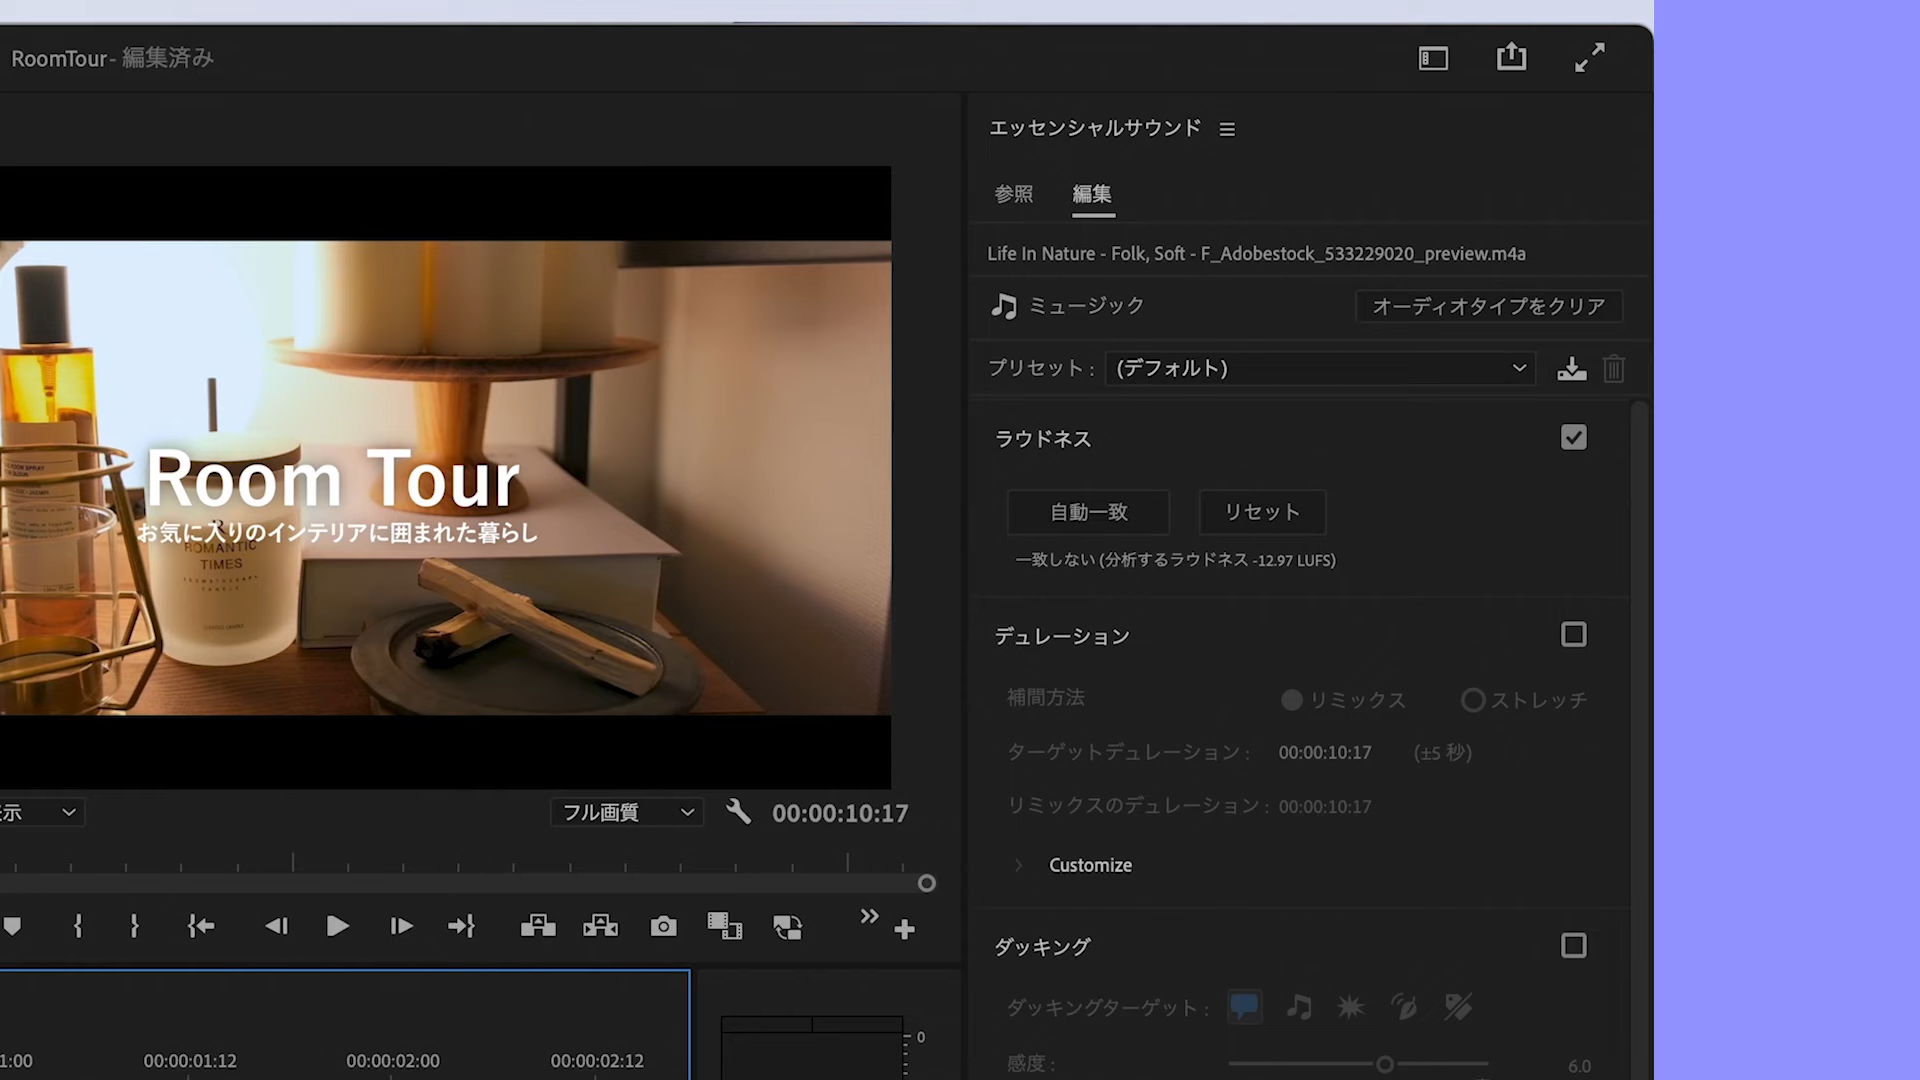 RoomTour- 編集済み
エッセンシャルサウンド
参照
編集
Life In Nature - Folk, Soft - F_Adobestock_533229020_preview.m4a
ミュージック
オーディオタイプをクリア
プリセット :
(デフォルト)
ラウドネス
自動一致
リセット
一致しない (分析するラウドネス -12.97 LUFS)
デュレーション
補間方法
リミックス
ストレッチ
ターゲットデュレーション :
00:00:10:17
(±5 秒)
リミックスのデュレーション :
00:00:10:17
Customize
ダッキング
ダッキングターゲット :
感度 :
6.0
Room Tour
お気に入りのインテリアに囲まれた暮らし
ROMANTIC
TIMES
示
フル画質
00:00:10:17
1:00
00:00:01:12
00:00:02:00
00:00:02:12
0